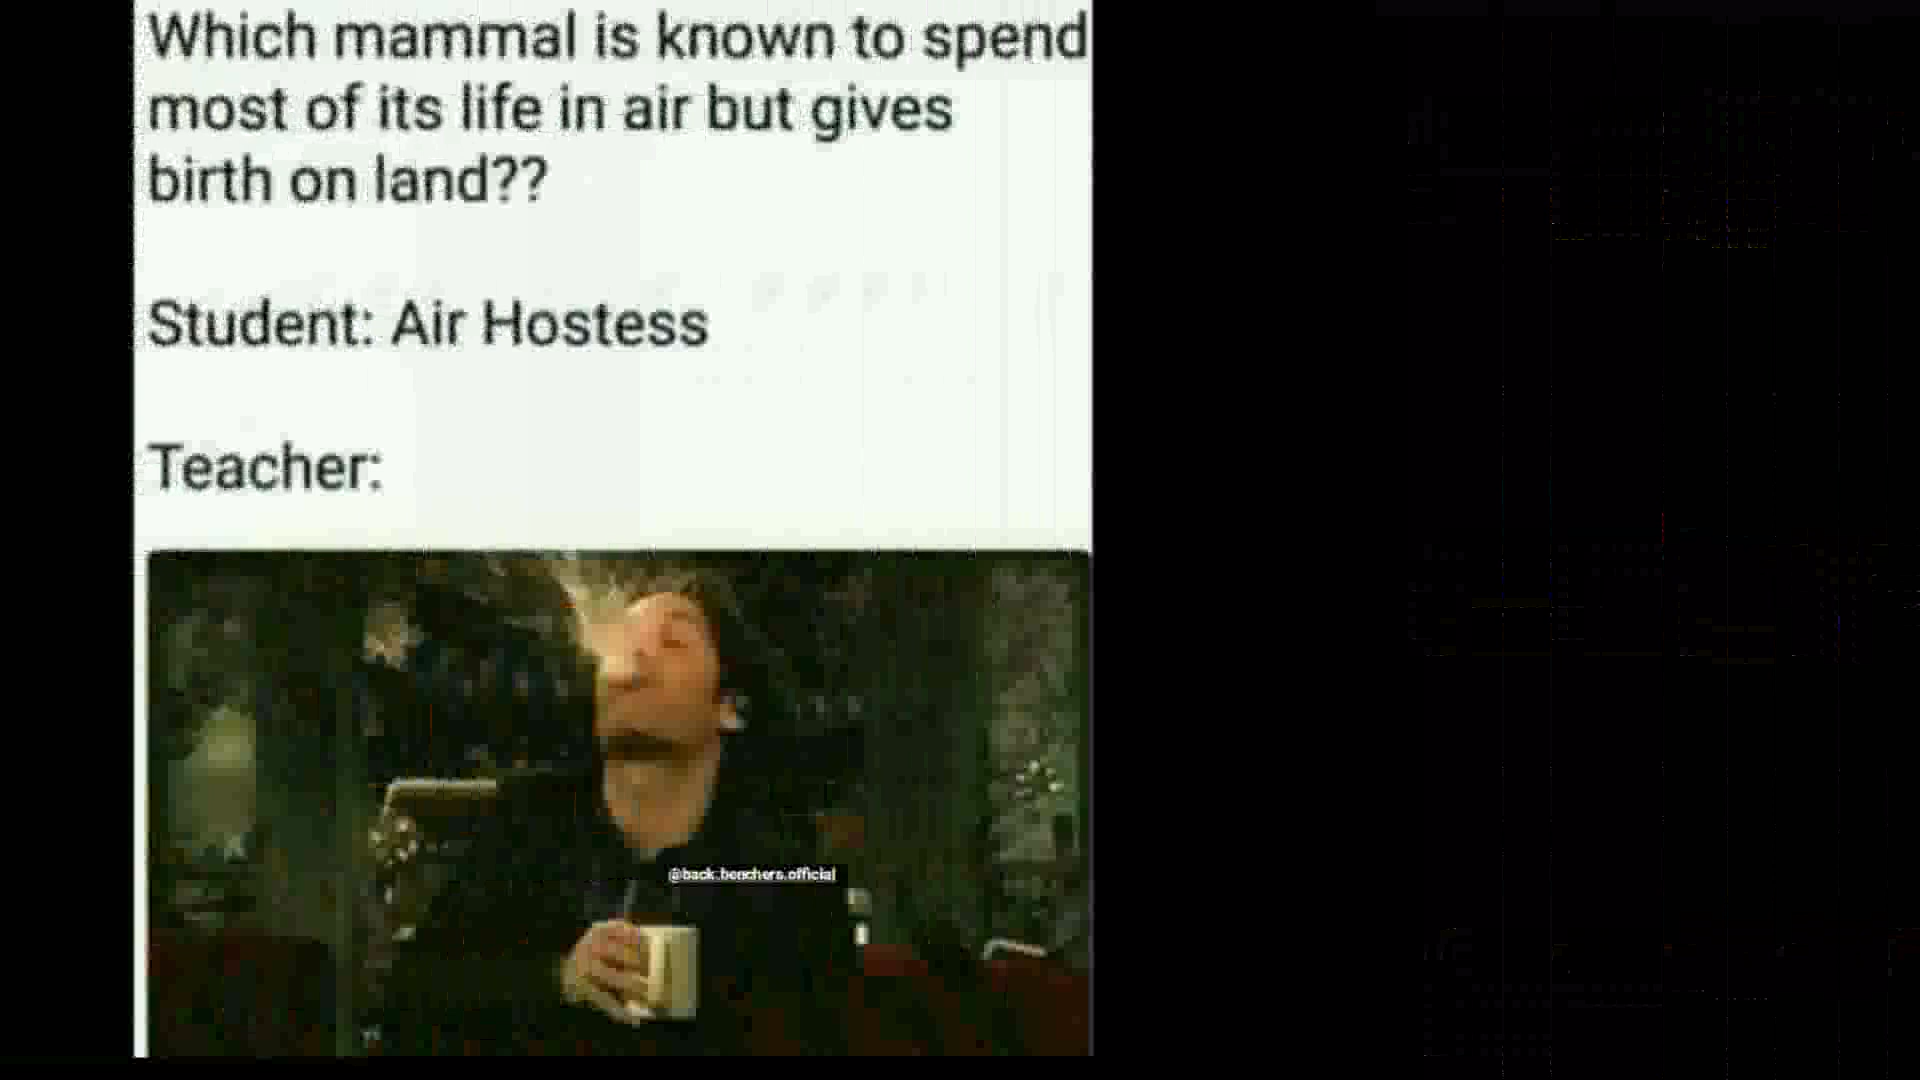 Which mammal is known to spend
most of its life in air but gives
birth on land??
Student: Air Hostess
Teacher:
@back.benchers.official